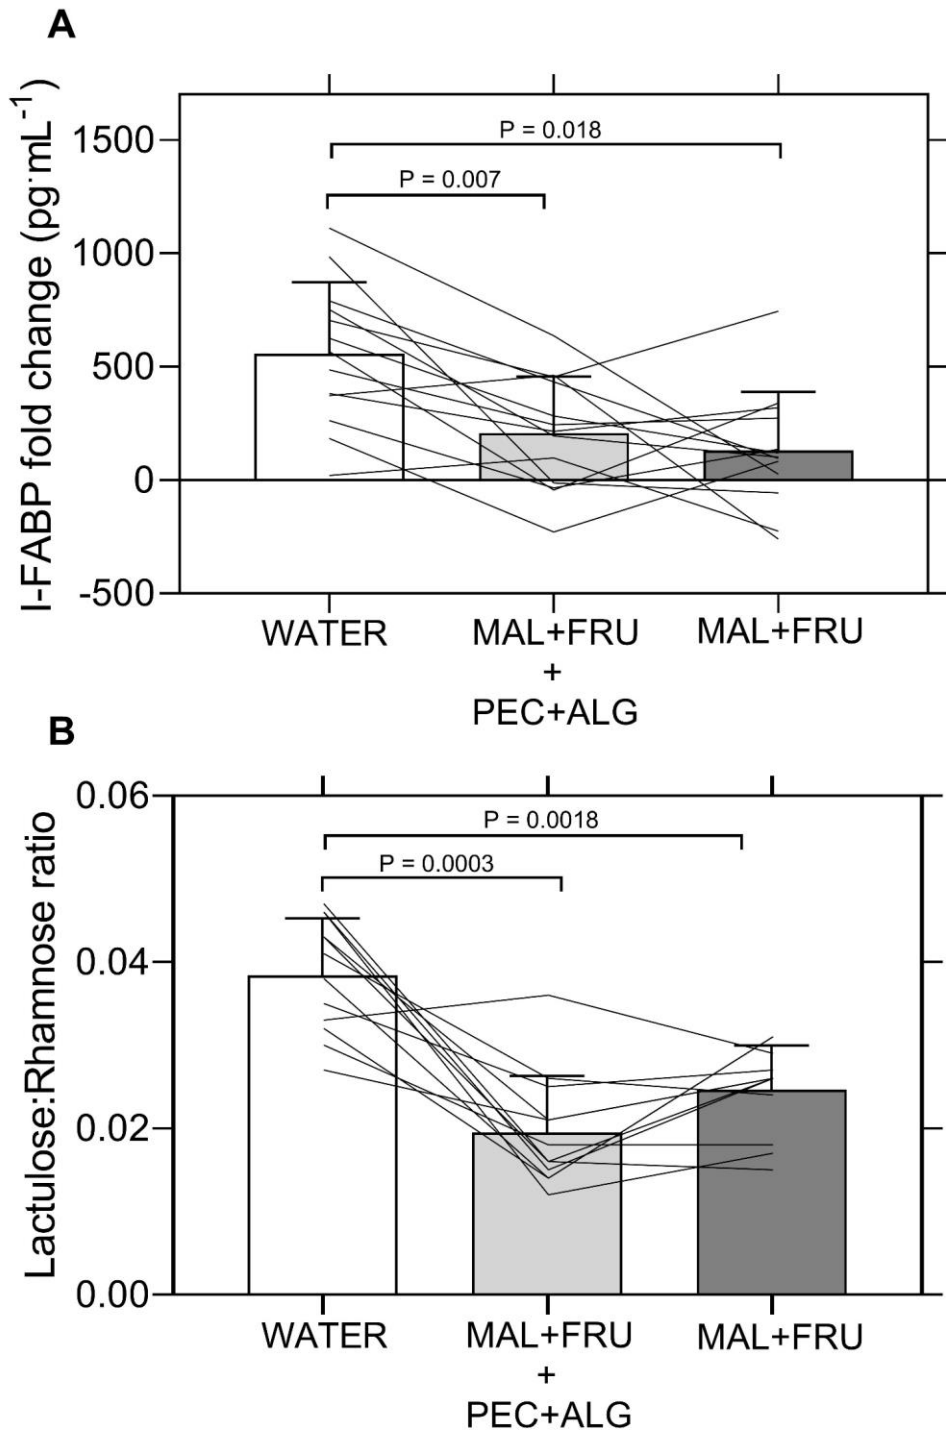 A
I-FABP fold change (pg·mL⁻¹)
1500
1000
500
0
-500
P = 0.018
P = 0.007
WATER
MAL+FRU
+
PEC+ALG
MAL+FRU
B
Lactulose:Rhamnose ratio
0.06
0.04
0.02
0.00
P = 0.0018
P = 0.0003
WATER
MAL+FRU
+
PEC+ALG
MAL+FRU